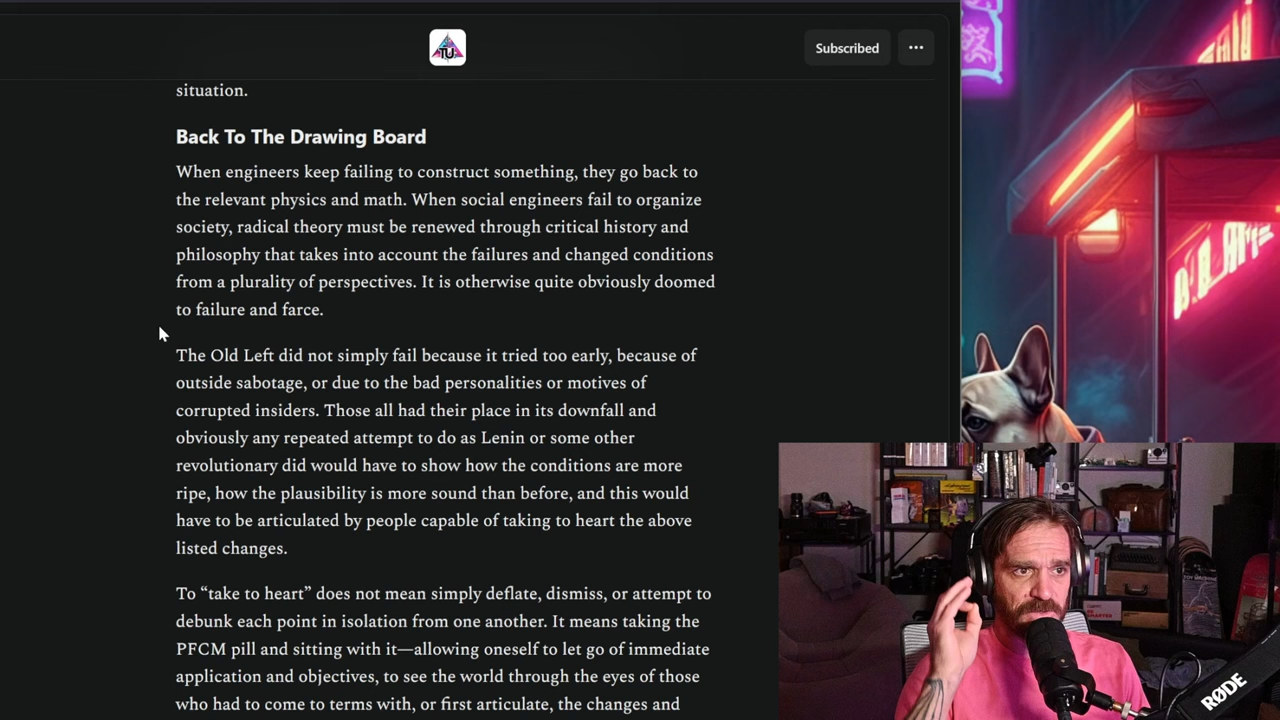 TU
Subscribed
situation.
Back To The Drawing Board
When engineers keep failing to construct something, they go back to
the relevant physics and math. When social engineers fail to organize
society, radical theory must be renewed through critical history and
philosophy that takes into account the failures and changed conditions
from a plurality of perspectives. It is otherwise quite obviously doomed
to failure and farce.
The Old Left did not simply fail because it tried too early, because of
outside sabotage, or due to the bad personalities or motives of
corrupted insiders. Those all had their place in its downfall and
obviously any repeated attempt to do as Lenin or some other
revolutionary did would have to show how the conditions are more
ripe, how the plausibility is more sound than before, and this would
have to be articulated by people capable of taking to heart the above
listed changes.
To “take to heart” does not mean simply deflate, dismiss, or attempt to
debunk each point in isolation from one another. It means taking the
PFCM pill and sitting with it—allowing oneself to let go of immediate
application and objectives, to see the world through the eyes of those
who had to come to terms with, or first articulate, the changes and
RØDE